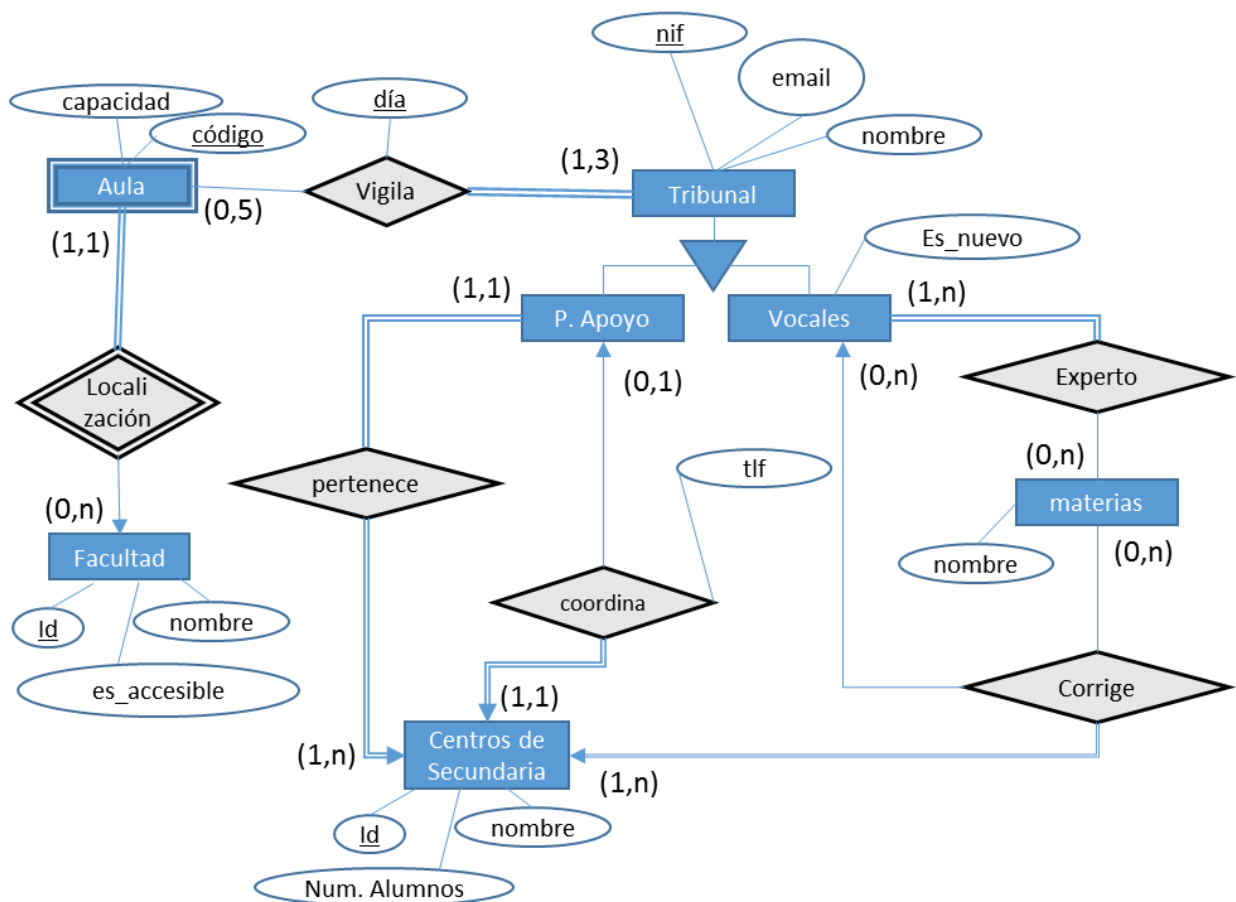 nif
capacidad
día
email
código
nombre
(1,3)
Aula
Vigila
Tribunal
(0,5)
(1,1)
Es_nuevo
(1,1)
(1,n)
P. Apoyo
Vocales
(0,1)
(0,n)
Experto
Locali
zación
tlf
(0,n)
pertenece
(0,n)
materias
Facultad
(0,n)
nombre
coordina
Id
nombre
es_accesible
Corrige
(1,1)
(1,n)
Centros de
Secundaria
(1,n)
Id
nombre
Num. Alumnos